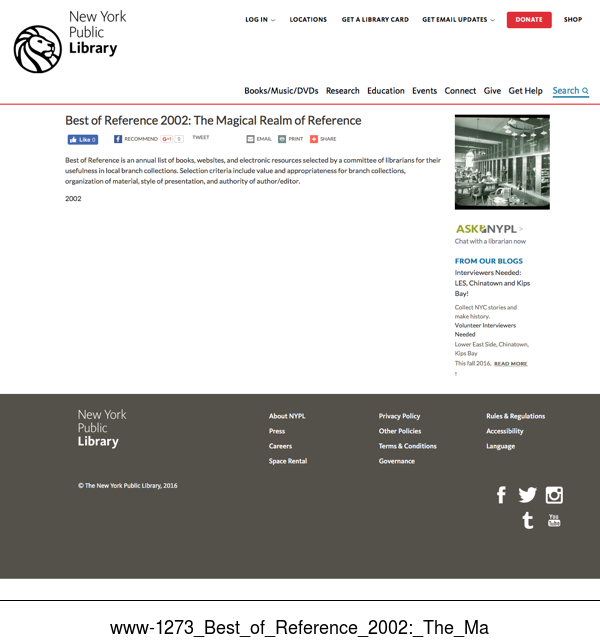 New York
Public
Library
LOG IN
LOCATIONS
GET A LIBRARY CARD
GET EMAIL UPDATES
DONATE
SHOP
Books/Music/DVDs Research Education Events Connect Give Get Help Search
Best of Reference 2002: The Magical Realm of Reference
Like 0
RECOMMEND
G+1 0
TWEET
EMAIL
PRINT
SHARE
Best of Reference is an annual list of books, websites, and electronic resources selected by a committee of librarians for their
usefulness in local branch collections. Selection criteria include value and appropriateness for branch collections,
organization of material, style of presentation, and authority of author/editor.
2002
ASK NYPL >
Chat with a librarian now
FROM OUR BLOGS
Interviewers Needed:
LES, Chinatown and Kips
Bay!
Collect NYC stories and
make history.
Volunteer Interviewers
Needed
Lower East Side, Chinatown,
Kips Bay
This fall 2016, READ MORE
New York
Public
Library
About NYPL
Press
Careers
Space Rental
Privacy Policy
Other Policies
Terms & Conditions
Governance
Rules & Regulations
Accessibility
Language
© The New York Public Library, 2016
You
Tube
www-1273_Best_of_Reference_2002:_The_Ma